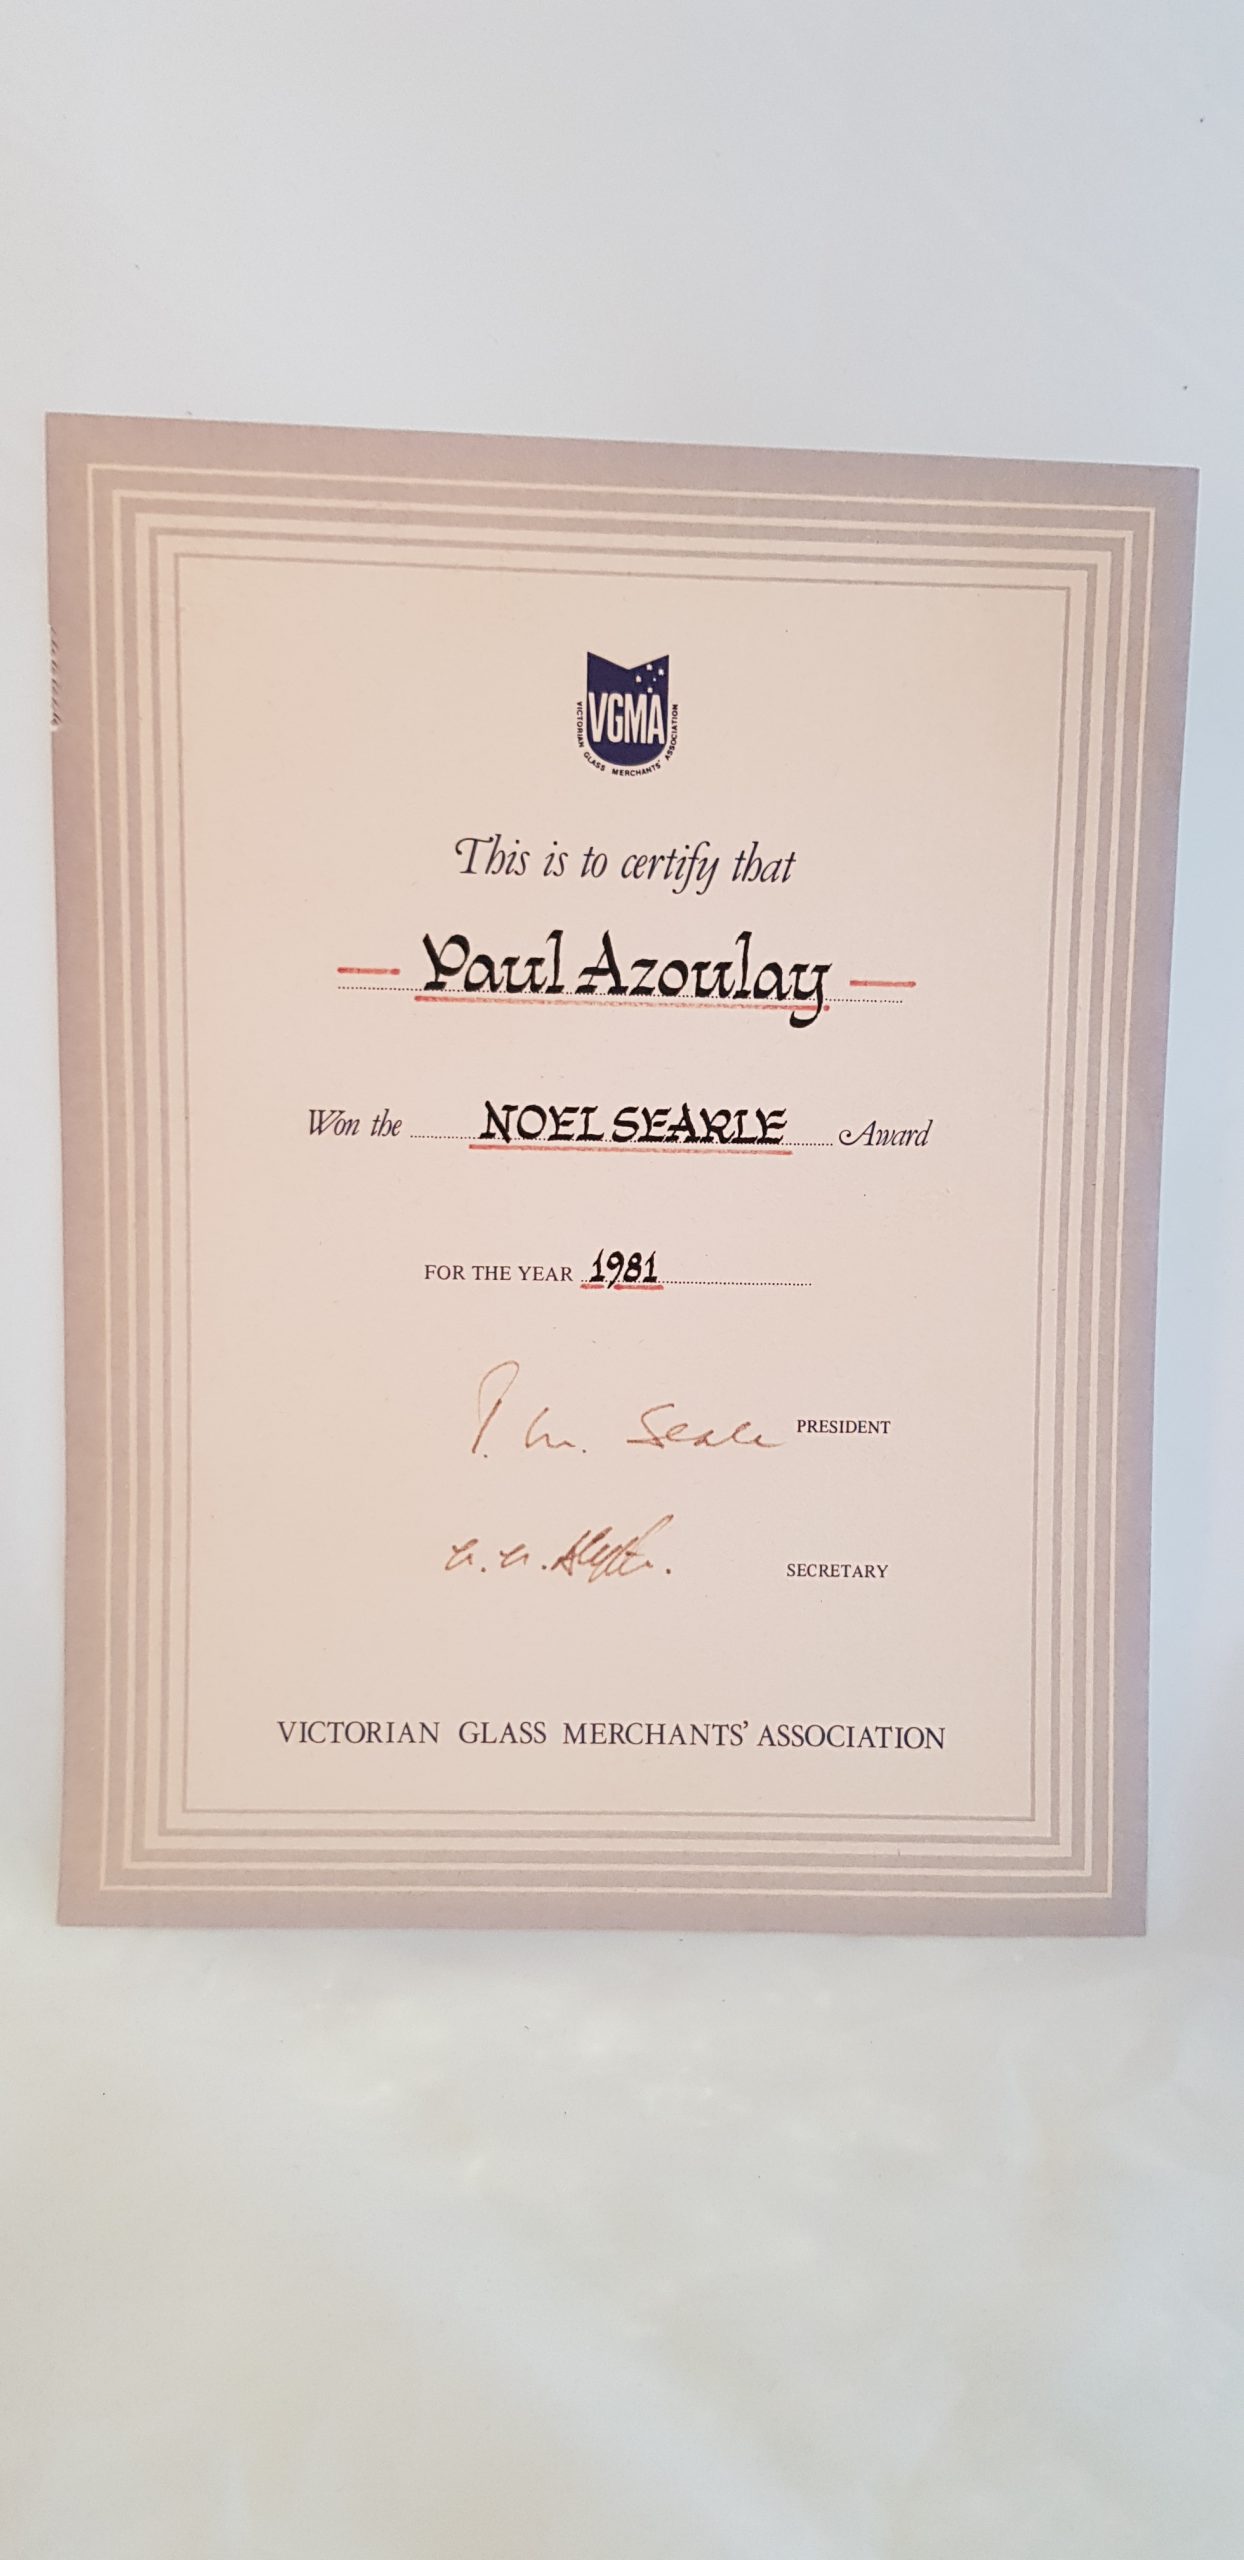 VGMA
VICTORIAN GLASS MERCHANTS' ASSOCIATION
This is to certify that
Paul Azoulay
Won the NOEL SEARLE Award
FOR THE YEAR 1981
PRESIDENT
SECRETARY
VICTORIAN GLASS MERCHANTS' ASSOCIATION